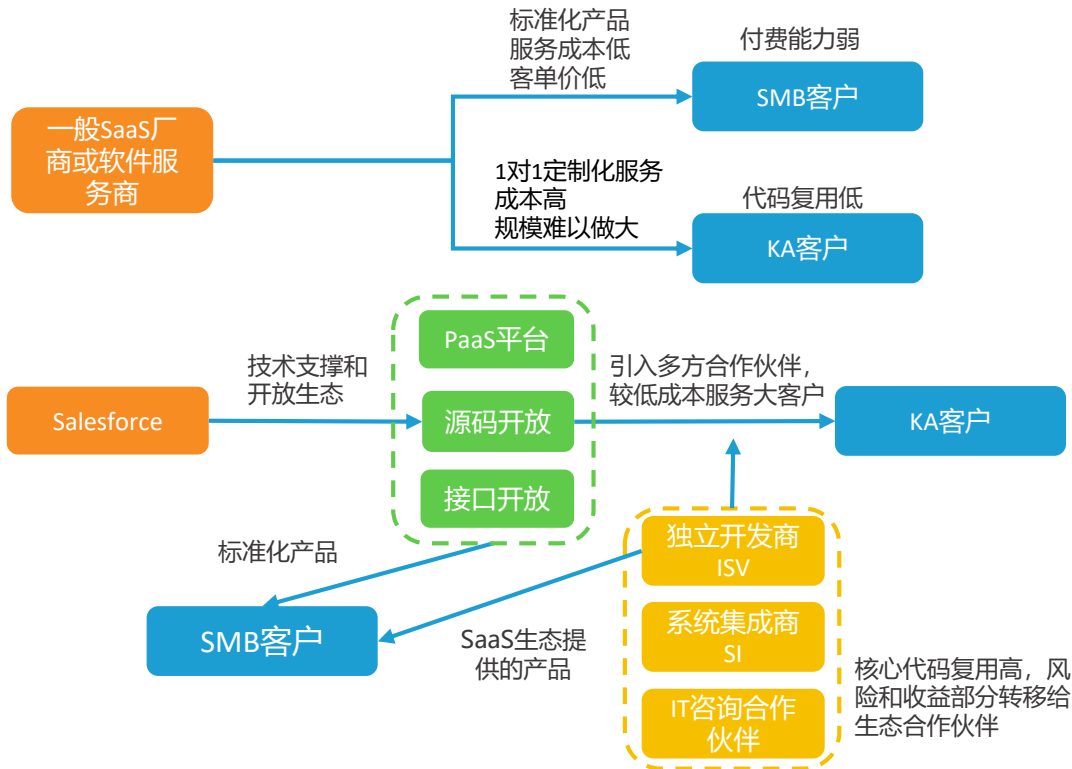 标准化产品
服务成本低
客单价低
付费能力弱
SMB客户
一般SaaS厂
商或软件服
务商
1对1定制化服务
成本高
规模难以做大
代码复用低
KA客户
PaaS平台
技术支撑和
开放生态
引入多方合作伙伴，
较低成本服务大客户
Salesforce
源码开放
KA客户
接口开放
标准化产品
独立开发商
ISV
SMB客户
SaaS生态提
供的产品
系统集成商
SI
核心代码复用高，风
险和收益部分转移给
生态合作伙伴
IT咨询合作
伙伴